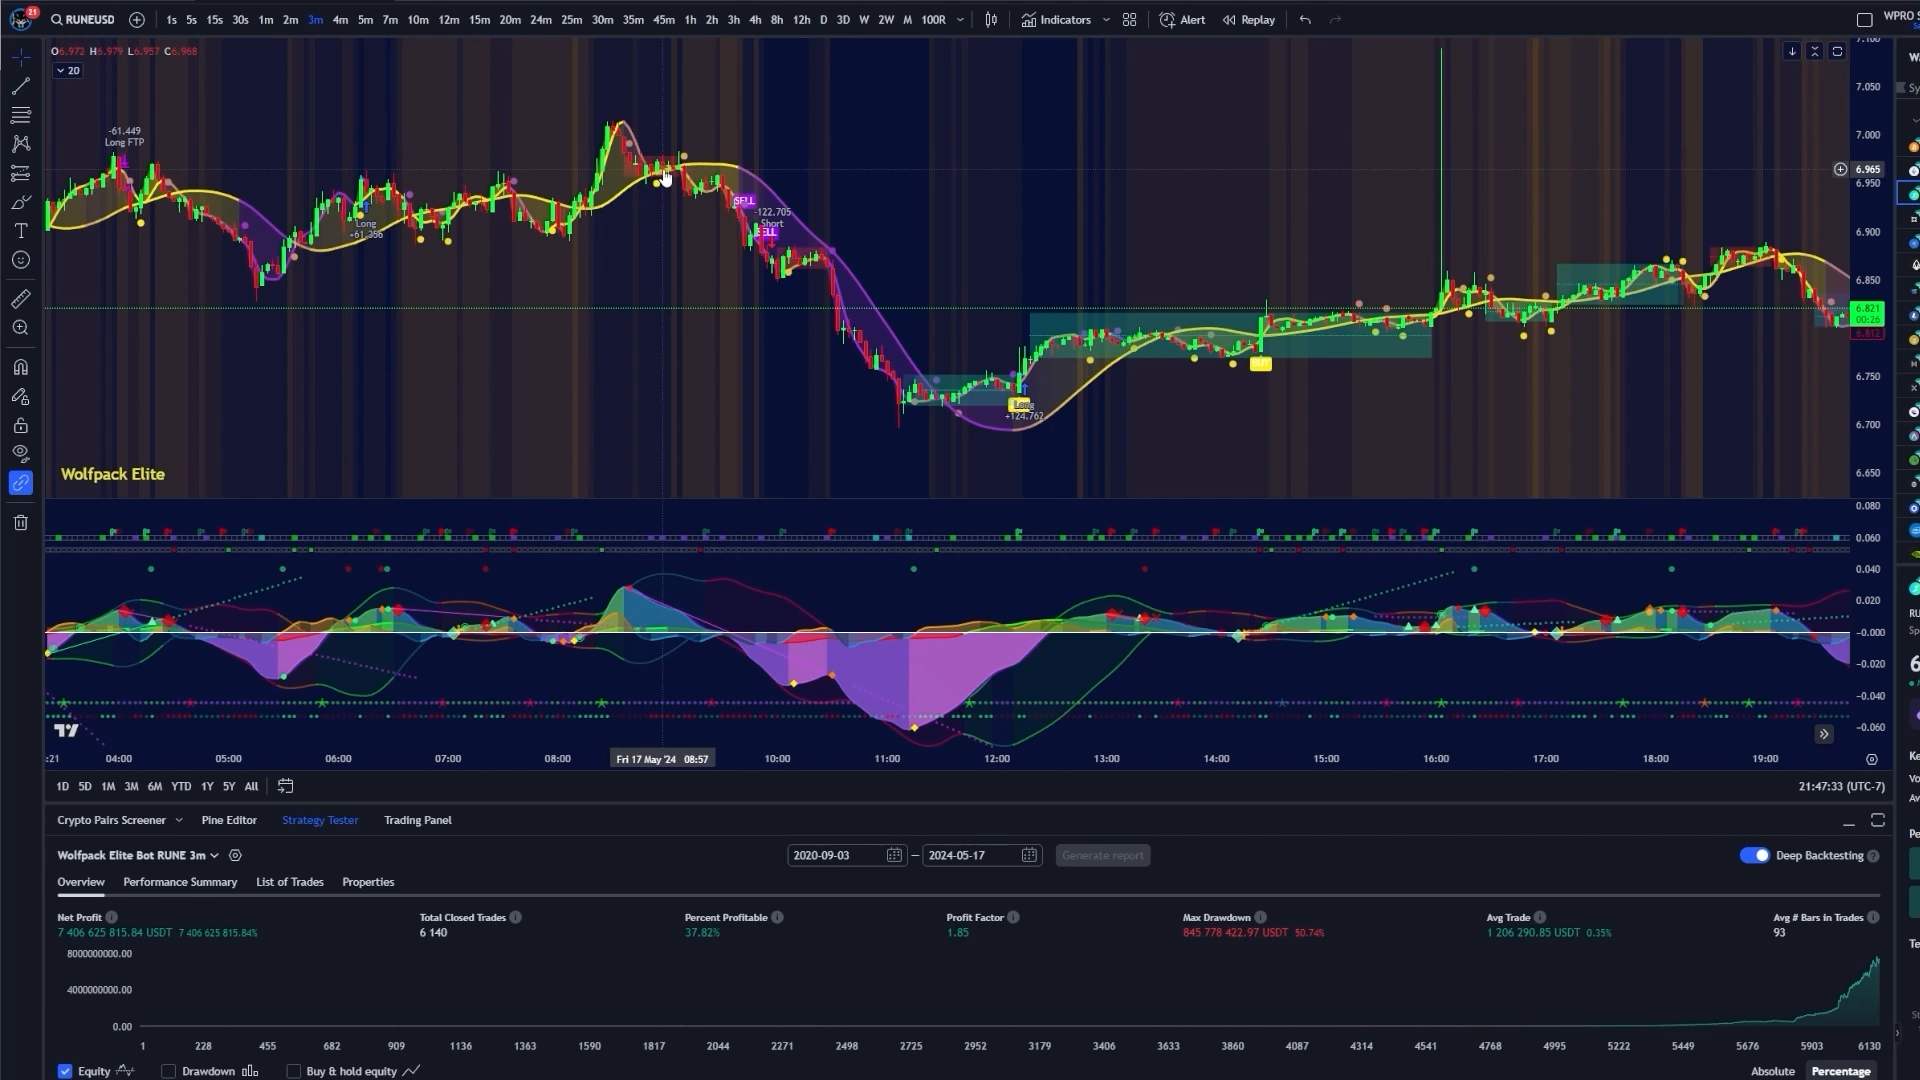 21
RUNEUSD
1s 5s 15s 30s 1m 2m 3m 4m 5m 7m 10m 12m 15m 20m 24m 25m 30m 35m 45m 1h 2h 3h 4h 8h 12h D 3D W 2W M 100R
Indicators
Alert
Replay
WPRO S
O6.972 H6.979 L6.957 C6.968
20
-61.449
Long FTP
Long
+61.356
SELL
-122.705
Short
ELL
Long
+124.762
Wolfpack Elite
7.100
7.050
7.000
6.965
6.950
6.900
6.850
6.821
00:26
6.812
6.750
6.700
6.650
0.080
0.060
0.040
0.020
-0.000
-0.020
-0.040
-0.060
:21 04:00 05:00 06:00 07:00 08:00 Fri 17 May '24 08:57 10:00 11:00 12:00 13:00 14:00 15:00 16:00 17:00 18:00 19:00
1D 5D 1M 3M 6M YTD 1Y 5Y All
21:47:33 (UTC-7)
Crypto Pairs Screener Pine Editor Strategy Tester Trading Panel
Wolfpack Elite Bot RUNE 3m
2020-09-03 — 2024-05-17 Generate report
Deep Backtesting
Overview Performance Summary List of Trades Properties
Net Profit Total Closed Trades Percent Profitable Profit Factor Max Drawdown Avg Trade Avg # Bars in Trades
7 406 625 815.84 USDT 7 406 625 815.84% 6 140 37.82% 1.85 845 778 422.97 USDT 50.74% 1 206 290.85 USDT 0.35% 93
8000000000.00
4000000000.00
0.00
1 228 455 682 909 1136 1363 1590 1817 2044 2271 2498 2725 2952 3179 3406 3633 3860 4087 4314 4541 4768 4995 5222 5449 5676 5903 6130
Equity Drawdown Buy & hold equity
Absolute Percentage